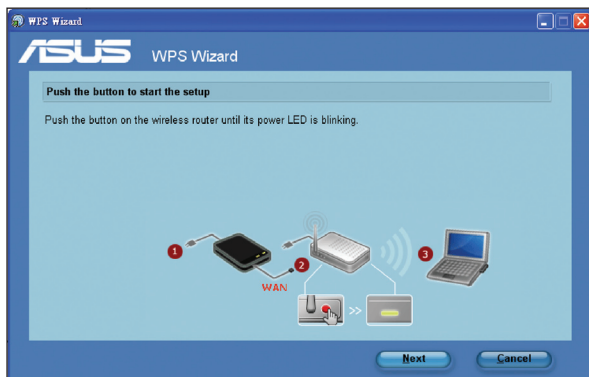 WPS Wizard
ASUS WPS Wizard
Push the button to start the setup
Push the button on the wireless router until its power LED is blinking.
1
2
3
WAN
>>
Next
Cancel